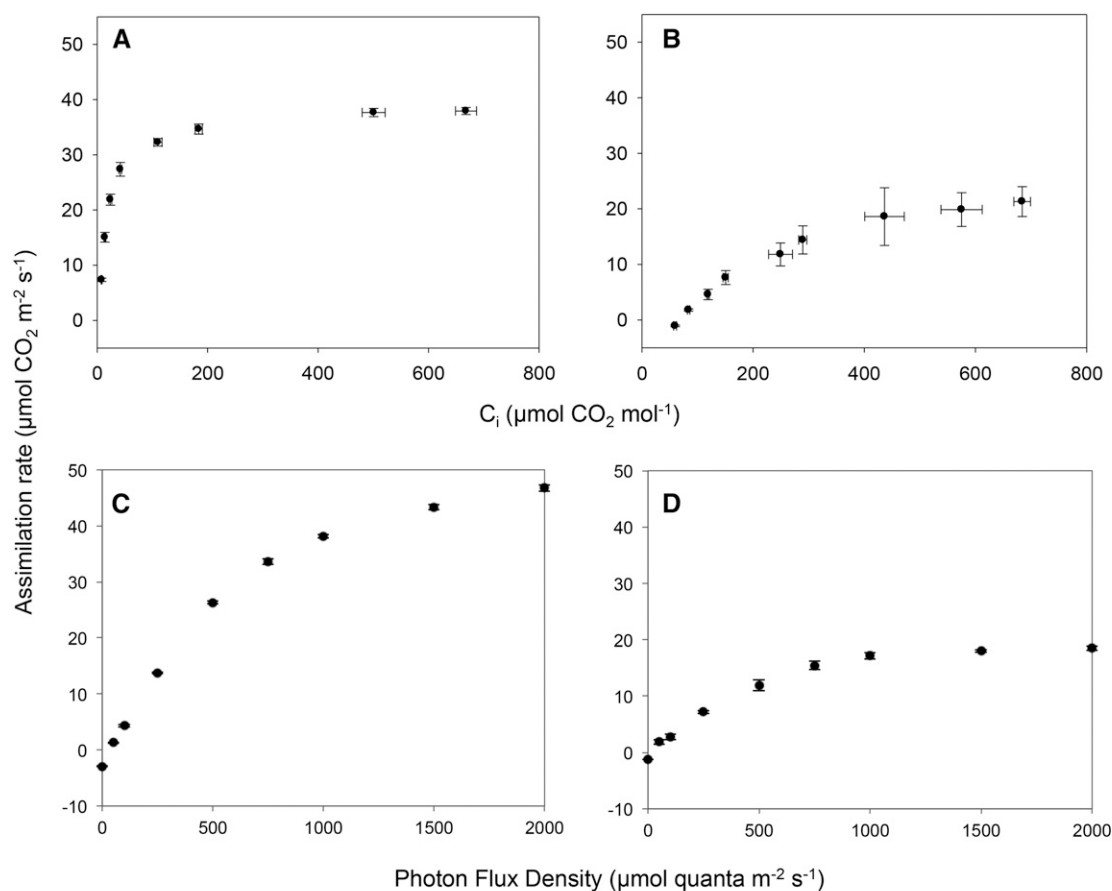 A
B
50
40
30
20
10
0
50
40
30
20
10
0
0 200 400 600 800
0 200 400 600 800
Cᵢ (µmol CO₂ mol⁻¹)
Assimilation rate (µmol CO₂ m⁻² s⁻¹)
C
D
50
40
30
20
10
0
-10
50
40
30
20
10
0
-10
0 500 1000 1500 2000
0 500 1000 1500 2000
Photon Flux Density (µmol quanta m⁻² s⁻¹)